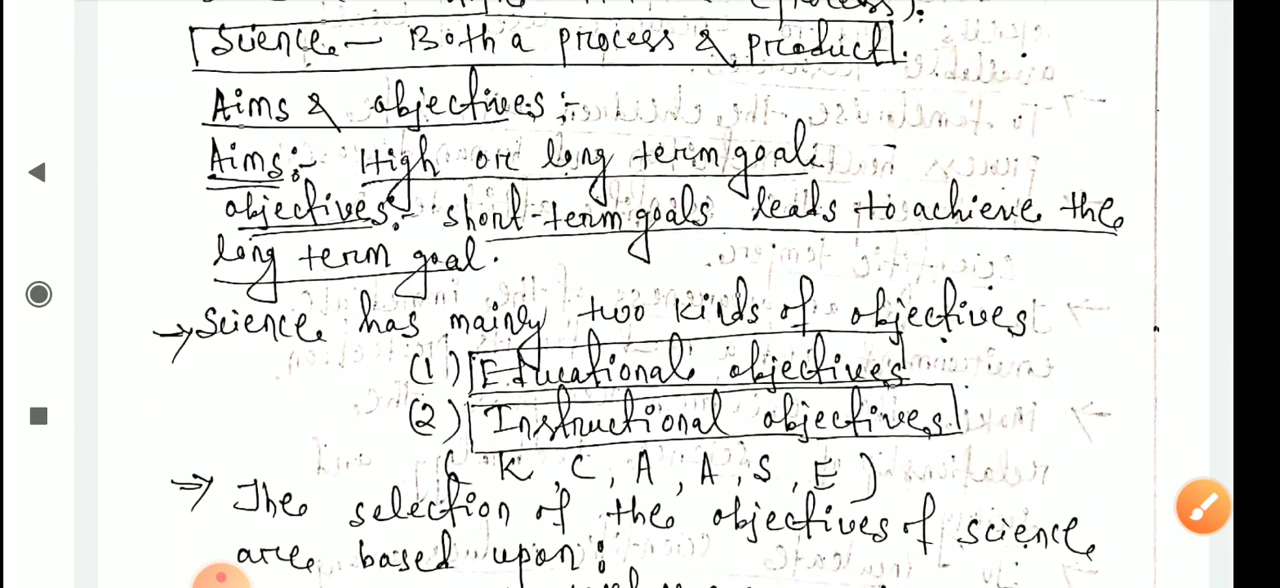 (process).
Science - Both a process & product.
Aims & objectives :-
Aims:- High or long term goal.
objectives:- short-term goals leads to achieve the
long term goal.
→ Science has mainly two kinds of objectives
(1) Educational objectives
(2) Instructional objectives
( K, C, A, A, S, E )
⇒ The selection of the objectives of science
are based upon: